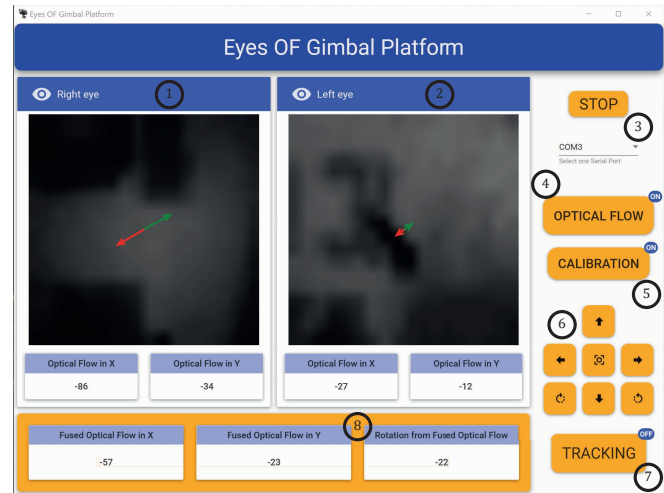 Eyes OF Gimbal Platform
Eyes OF Gimbal Platform
Right eye 1
Left eye 2
STOP
3
COM3
Select one Serial Port
4
ON
OPTICAL FLOW
ON
CALIBRATION
5
6
Optical Flow in X
Optical Flow in Y
-86
-34
Optical Flow in X
Optical Flow in Y
-27
-12
8
Fused Optical Flow in X
Fused Optical Flow in Y
Rotation from Fused Optical Flow
-57
-23
-22
OFF
TRACKING
7